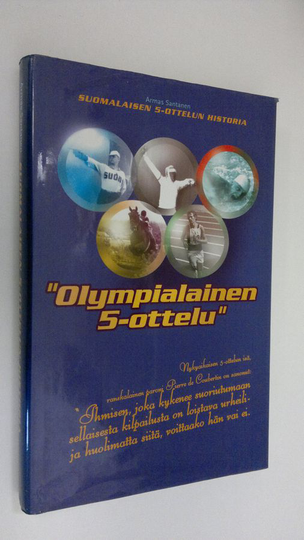 Armas Santanen
SUOMALAISEN 5-OTTELUN HISTORIA
SUO
"Olympialainen
5-ottelu"
Nykyaikaisen 5-ottelun isä,
ranskalainen paroni Pierre de Coubertin on sanonut:
"Ihmisen, joka kykenee suoriutumaan
sellaisesta kilpailusta on loistava urheili-
ja huolimatta siitä, voittaako hän vai ei.